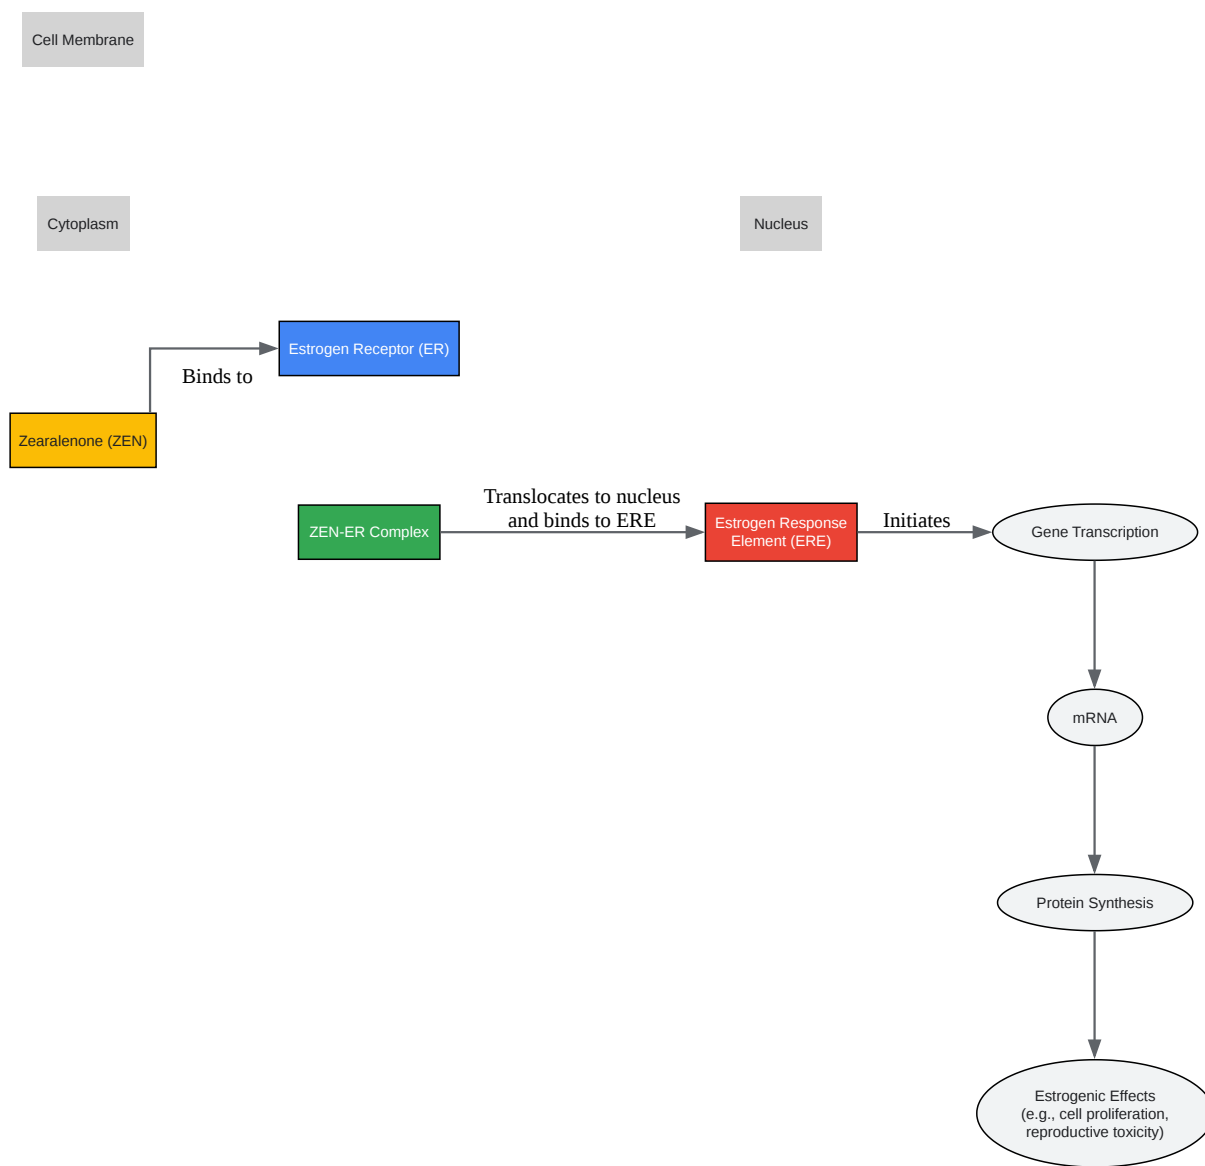 Cell Membrane
Cytoplasm
Nucleus
Estrogen Receptor (ER)
Binds to
Zearalenone (ZEN)
Translocates to nucleus
and binds to ERE
ZEN-ER Complex
Estrogen Response
Element (ERE)
Initiates
Gene Transcription
mRNA
Protein Synthesis
Estrogenic Effects
(e.g., cell proliferation,
reproductive toxicity)